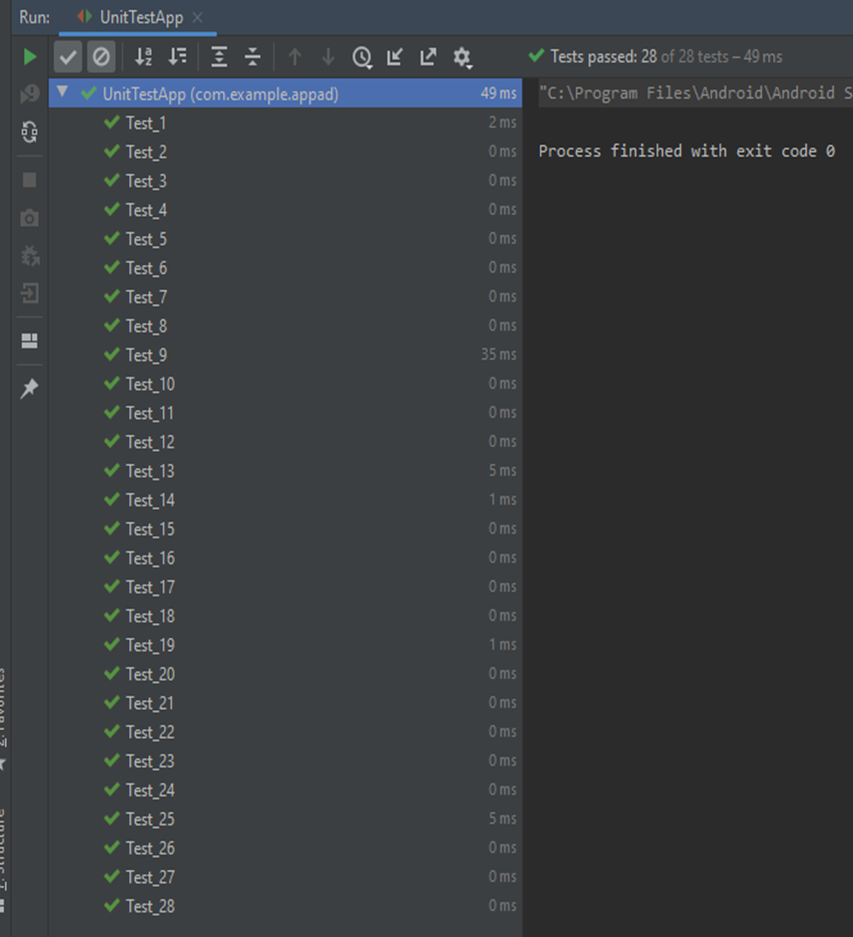 Run: UnitTestApp
Tests passed: 28 of 28 tests – 49 ms
UnitTestApp (com.example.appad) 49 ms
"C:\Program Files\Android\Android S
Test_1 2 ms
Test_2 0 ms
Process finished with exit code 0
Test_3 0 ms
Test_4 0 ms
Test_5 0 ms
Test_6 0 ms
Test_7 0 ms
Test_8 0 ms
Test_9 35 ms
Test_10 0 ms
Test_11 0 ms
Test_12 0 ms
Test_13 5 ms
Test_14 1 ms
Test_15 0 ms
Test_16 0 ms
Test_17 0 ms
Test_18 0 ms
Test_19 1 ms
Test_20 0 ms
Test_21 0 ms
Test_22 0 ms
Test_23 0 ms
Test_24 0 ms
Test_25 5 ms
Test_26 0 ms
Test_27 0 ms
Test_28 0 ms